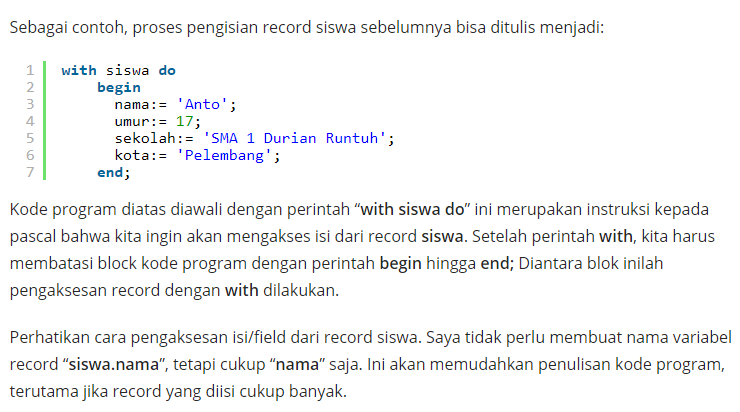 Sebagai contoh, proses pengisian record siswa sebelumnya bisa ditulis menjadi:
1 with siswa do
2 begin
3 nama:= 'Anto';
4 umur:= 17;
5 sekolah:= 'SMA 1 Durian Runtuh';
6 kota:= 'Pelembang';
7 end;
Kode program diatas diawali dengan perintah “with siswa do” ini merupakan instruksi kepada
pascal bahwa kita ingin akan mengakses isi dari record siswa. Setelah perintah with, kita harus
membatasi block kode program dengan perintah begin hingga end; Diantara blok inilah
pengaksesan record dengan with dilakukan.
Perhatikan cara pengaksesan isi/field dari record siswa. Saya tidak perlu membuat nama variabel
record “siswa.nama”, tetapi cukup “nama” saja. Ini akan memudahkan penulisan kode program,
terutama jika record yang diisi cukup banyak.